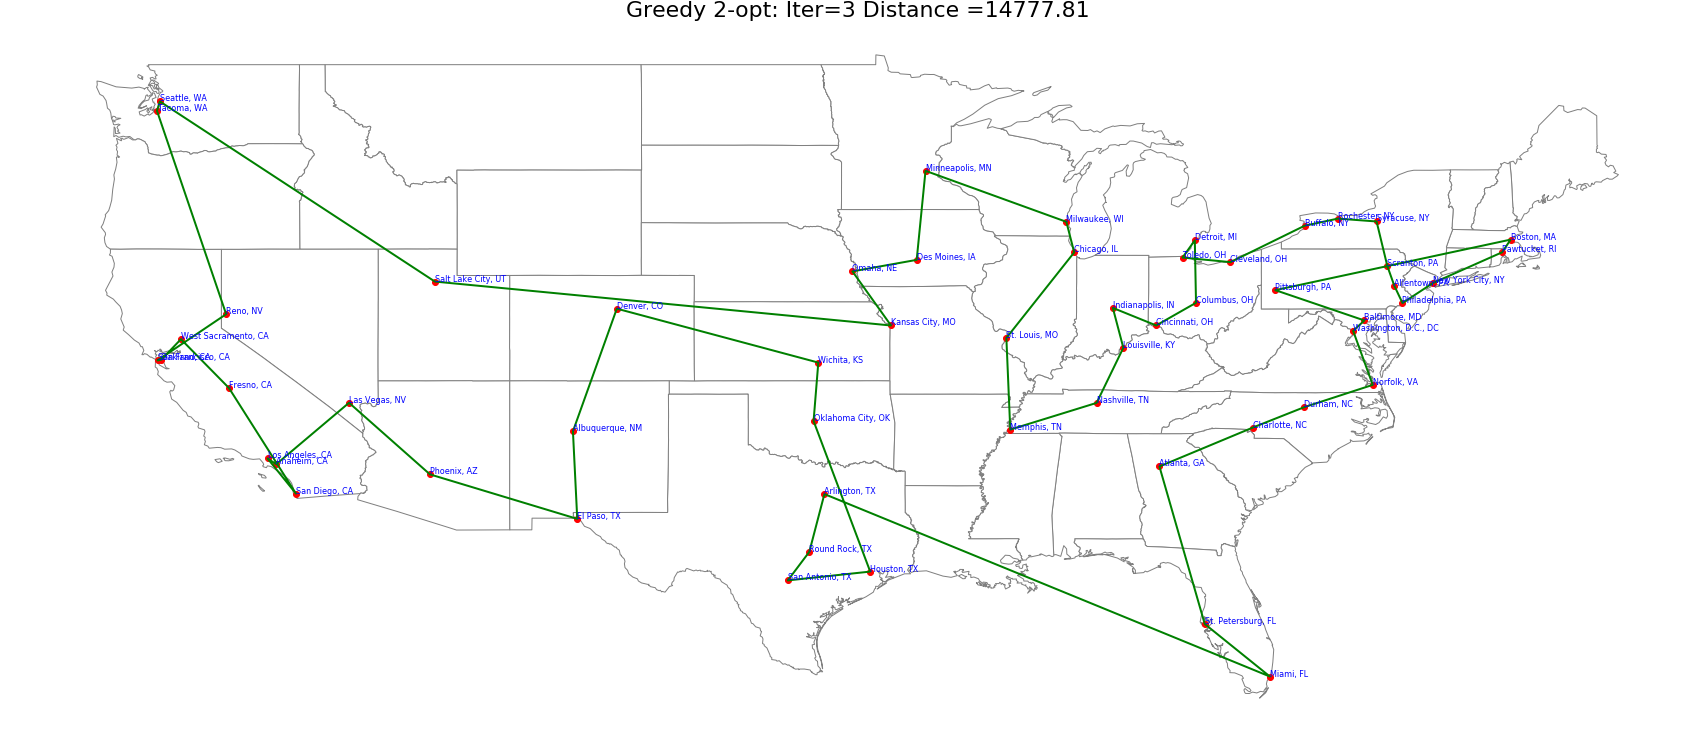 Greedy 2-opt: Iter=3 Distance =14777.81
Seattle, WA
Tacoma, WA
Minneapolis, MN
Milwaukee, WI
Rochester, NY
Syracuse, NY
Buffalo, NY
Detroit, MI
Boston, MA
Chicago, IL
Pawtucket, RI
Des Moines, IA
Toledo, OH
Cleveland, OH
Scranton, PA
Omaha, NE
Salt Lake City, UT
New York City, NY
Allentown, PA
Pittsburgh, PA
Denver, CO
Indianapolis, IN
Columbus, OH
Philadelphia, PA
Reno, NV
Kansas City, MO
Cincinnati, OH
Baltimore, MD
Washington, D.C., DC
West Sacramento, CA
St. Louis, MO
Louisville, KY
San Francisco, CA
Wichita, KS
Fresno, CA
Norfolk, VA
Las Vegas, NV
Nashville, TN
Durham, NC
Oklahoma City, OK
Albuquerque, NM
Memphis, TN
Charlotte, NC
Los Angeles, CA
Anaheim, CA
Atlanta, GA
Phoenix, AZ
San Diego, CA
Arlington, TX
El Paso, TX
Round Rock, TX
Houston, TX
San Antonio, TX
St. Petersburg, FL
Miami, FL